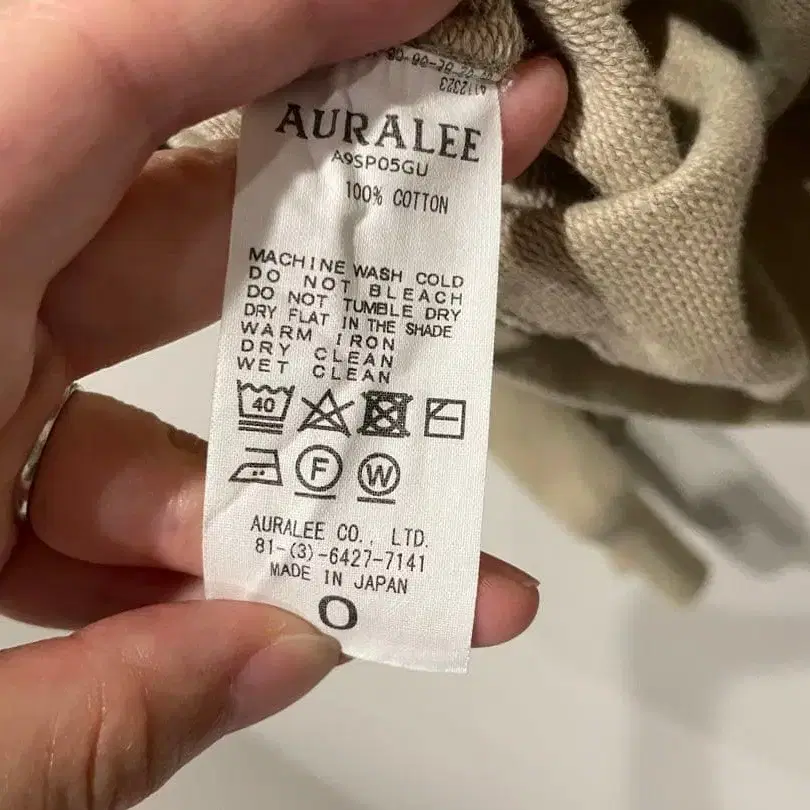 AURALEE
A9SP05GU
100% COTTON
MACHINE WASH COLD
DO NOT BLEACH
DO NOT TUMBLE DRY
DRY FLAT IN THE SHADE
WARM IRON
DRY CLEAN
WET CLEAN
40
F W
AURALEE CO., LTD.
81-(3)-6427-7141
MADE IN JAPAN
O